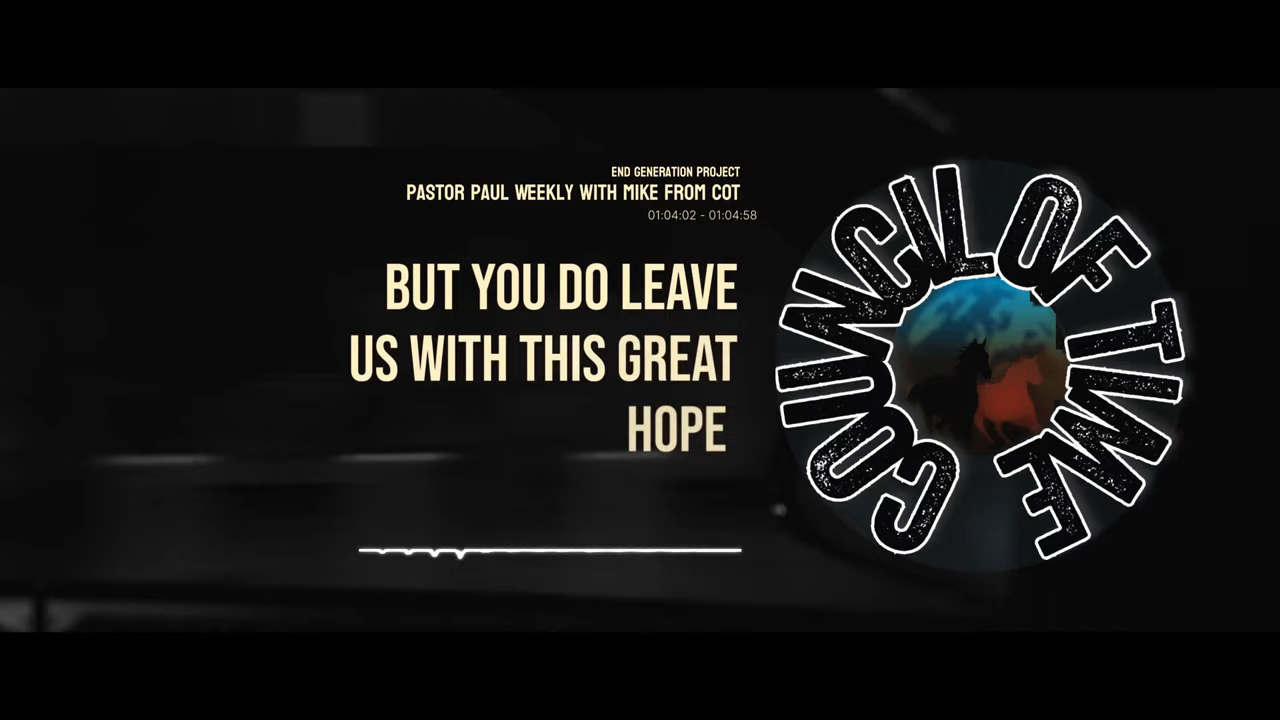 END GENERATION PROJECT
PASTOR PAUL WEEKLY WITH MIKE FROM COT
01:04:02 - 01:04:58
BUT YOU DO LEAVE
US WITH THIS GREAT
HOPE
COUNCIL OF TIME